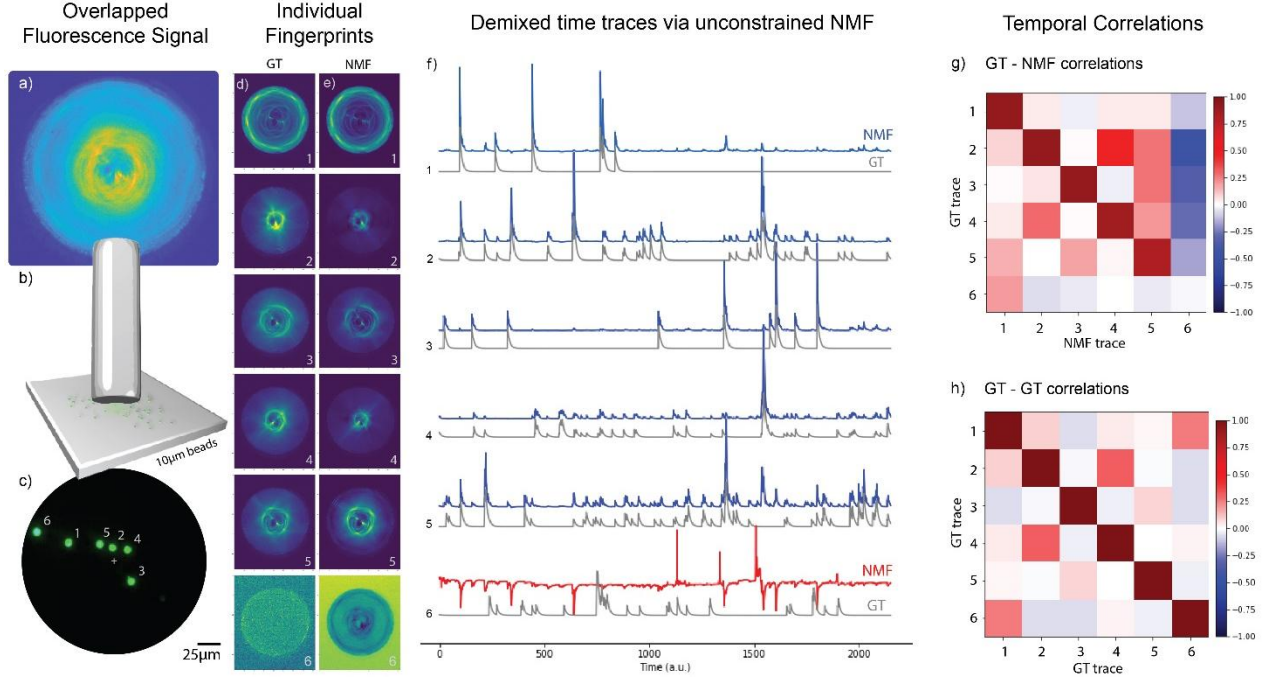 Overlapped
Fluorescence Signal
Individual
Fingerprints
Demixed time traces via unconstrained NMF
Temporal Correlations
a)
b)
10µm beads
c)
6
1
5
2
4
+
3
25µm
GT
NMF
d)
e)
1
1
2
2
3
3
4
4
5
5
6
6
f)
NMF
GT
1
2
3
4
5
NMF
GT
6
0
500
1000
1500
2000
Time (a.u.)
g) GT - NMF correlations
1
2
3
4
5
6
GT trace
1 2 3 4 5 6
NMF trace
1.00
0.75
0.50
0.25
0.00
−0.25
−0.50
−0.75
−1.00
h) GT - GT correlations
1
2
3
4
5
6
GT trace
1 2 3 4 5 6
GT trace
1.00
0.75
0.50
0.25
0.00
−0.25
−0.50
−0.75
−1.00